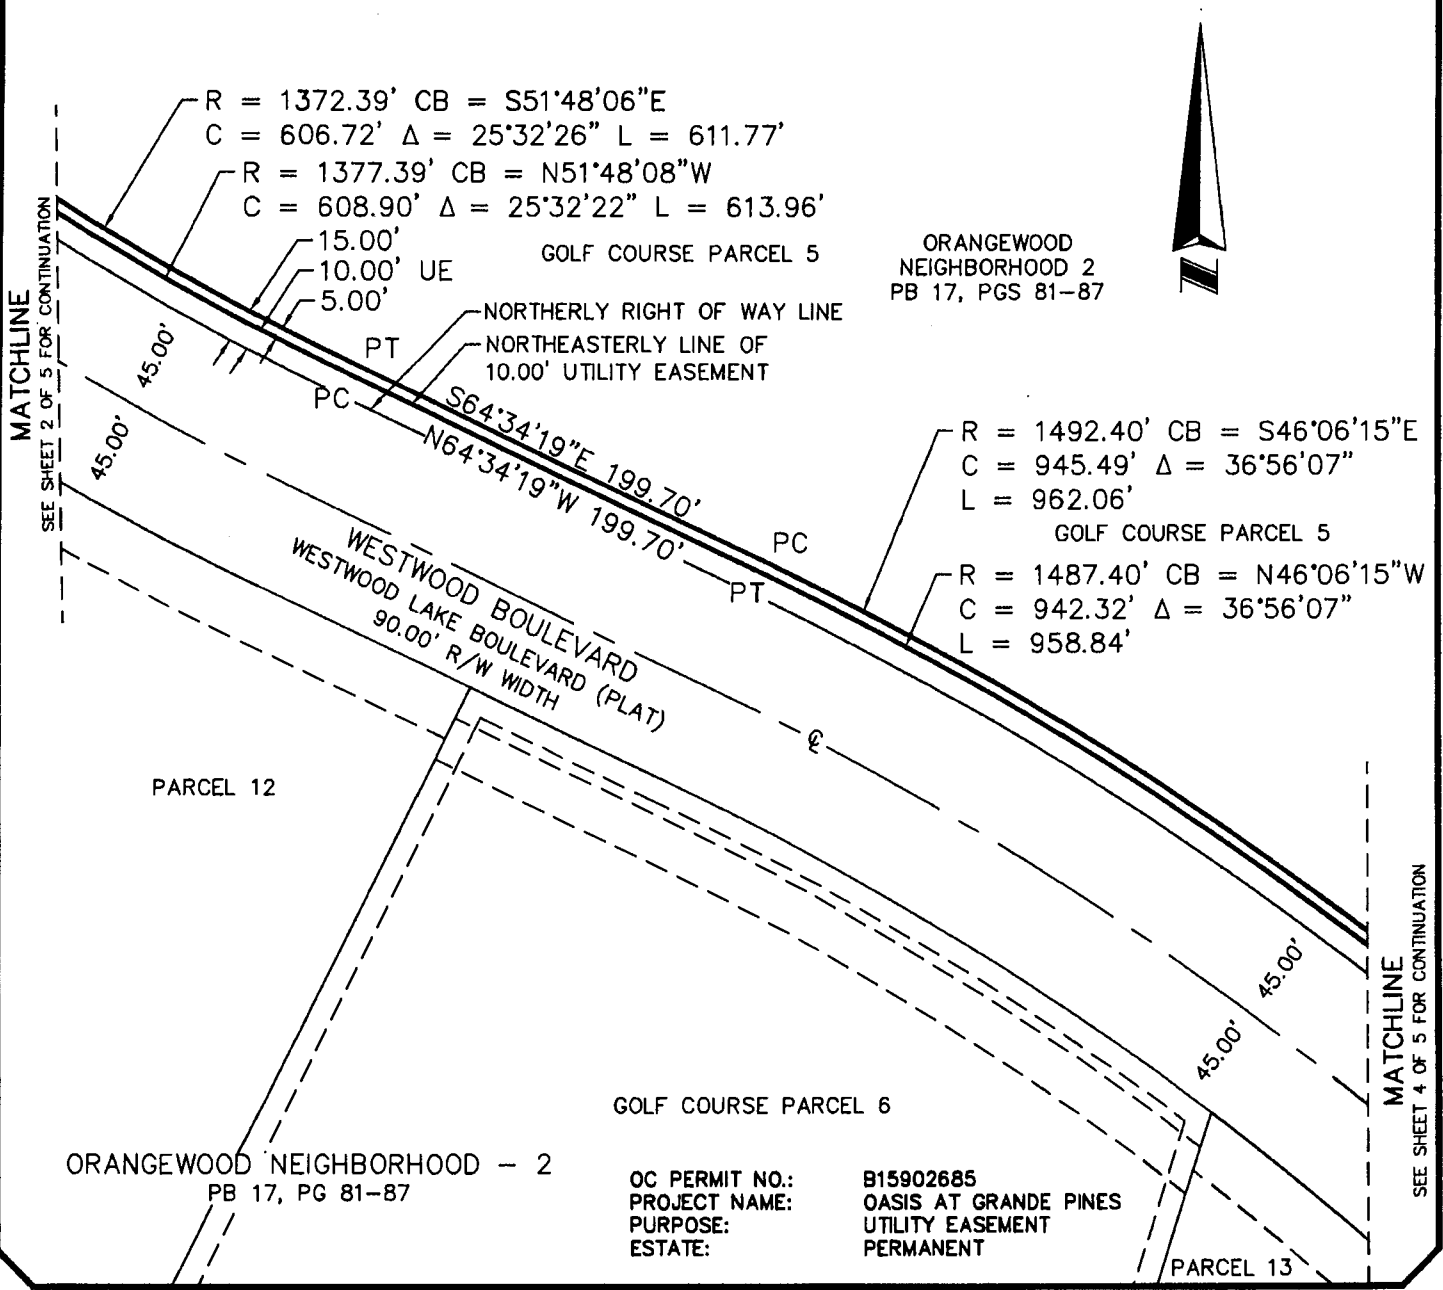 R = 1372.39' CB = S51°48'06"E
C = 606.72' Δ = 25°32'26" L = 611.77'
R = 1377.39' CB = N51°48'08"W
C = 608.90' Δ = 25°32'22" L = 613.96'
15.00'
10.00' UE
5.00'
GOLF COURSE PARCEL 5
ORANGEWOOD
NEIGHBORHOOD 2
PB 17, PGS 81-87
NORTHERLY RIGHT OF WAY LINE
NORTHEASTERLY LINE OF
10.00' UTILITY EASEMENT
MATCHLINE
SEE SHEET 2 OF 5 FOR CONTINUATION
45.00'
45.00'
PT
PC
S64°34'19"E 199.70'
N64°34'19"W 199.70'
PC
PT
R = 1492.40' CB = S46°06'15"E
C = 945.49' Δ = 36°56'07"
L = 962.06'
GOLF COURSE PARCEL 5
R = 1487.40' CB = N46°06'15"W
C = 942.32' Δ = 36°56'07"
L = 958.84'
WESTWOOD BOULEVARD
WESTWOOD LAKE BOULEVARD (PLAT)
90.00' R/W WIDTH
℄
PARCEL 12
45.00'
45.00'
MATCHLINE
SEE SHEET 4 OF 5 FOR CONTINUATION
GOLF COURSE PARCEL 6
ORANGEWOOD NEIGHBORHOOD - 2
PB 17, PG 81-87
OC PERMIT NO.: B15902685
PROJECT NAME: OASIS AT GRANDE PINES
PURPOSE: UTILITY EASEMENT
ESTATE: PERMANENT
PARCEL 13